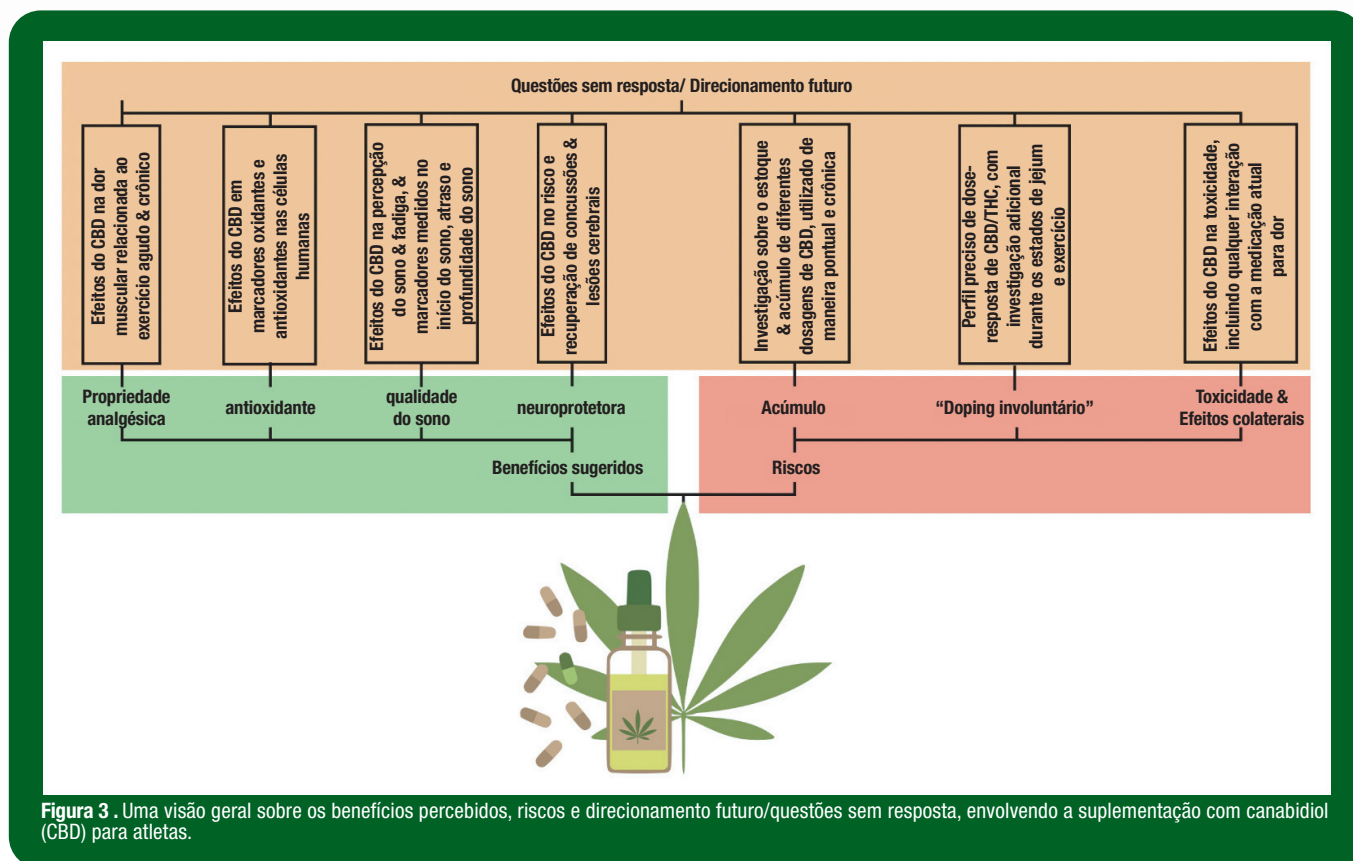 Questões sem resposta/ Direcionamento futuro
Efeitos do CBD na dor
muscular relacionada ao
exercício agudo & crônico
Efeitos do CBD em
marcadores oxidantes e
antioxidantes nas células
humanas
Efeitos do CBD na percepção
do sono & fadiga, &
marcadores medidos no
início do sono, atraso e
profundidade do sono
Efeitos do CBD no risco e
recuperação de concussões &
lesões cerebrais
Investigação sobre o estoque
& acúmulo de diferentes
dosagens de CBD, utilizado de
maneira pontual e crônica
Perfil preciso de dose-
resposta de CBD/THC, com
investigação adicional
durante os estados de jejum
e exercício
Efeitos do CBD na toxicidade,
incluindo qualquer interação
com a medicação atual
para dor
Propriedade
analgésica
antioxidante
qualidade
do sono
neuroprotetora
Acúmulo
“Doping involuntário”
Toxicidade &
Efeitos colaterais
Benefícios sugeridos
Riscos
Figura 3 . Uma visão geral sobre os benefícios percebidos, riscos e direcionamento futuro/questões sem resposta, envolvendo a suplementação com canabidiol
(CBD) para atletas.